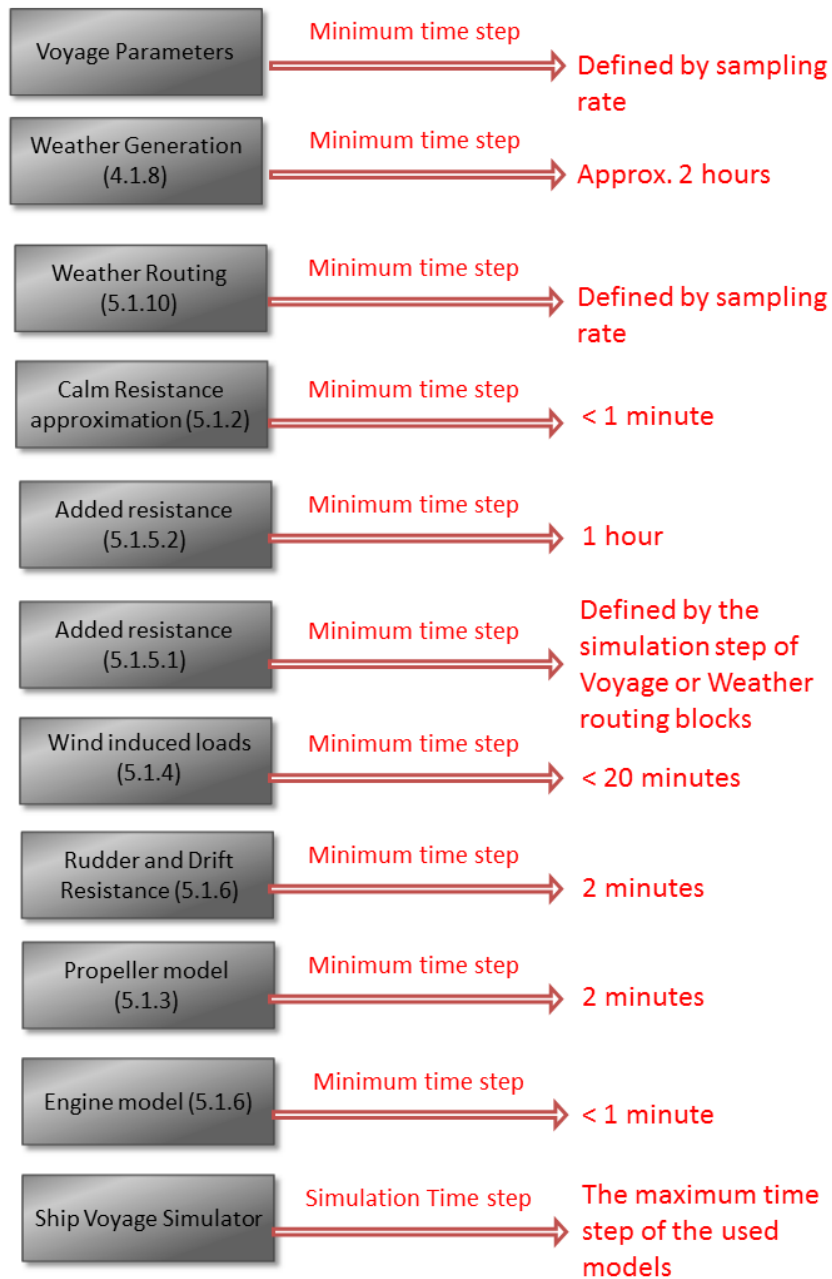 Voyage Parameters
Minimum time step
Defined by sampling
rate
Weather Generation
(4.1.8)
Minimum time step
Approx. 2 hours
Weather Routing
(5.1.10)
Minimum time step
Defined by sampling
rate
Calm Resistance
approximation (5.1.2)
Minimum time step
< 1 minute
Added resistance
(5.1.5.2)
Minimum time step
1 hour
Added resistance
(5.1.5.1)
Minimum time step
Defined by the
simulation step of
Voyage or Weather
routing blocks
Wind induced loads
(5.1.4)
Minimum time step
< 20 minutes
Rudder and Drift
Resistance (5.1.6)
Minimum time step
2 minutes
Propeller model
(5.1.3)
Minimum time step
2 minutes
Engine model (5.1.6)
Minimum time step
< 1 minute
Ship Voyage Simulator
Simulation Time step
The maximum time
step of the used
models